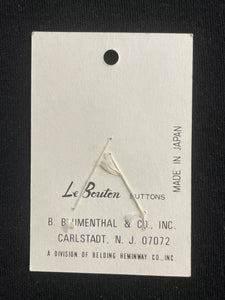 Le Bouton BUTTONS
MADE IN JAPAN
B. BLUMENTHAL & CO., INC.
CARLSTADT, N. J. 07072
A DIVISION OF BELDING HEMINWAY CO., INC